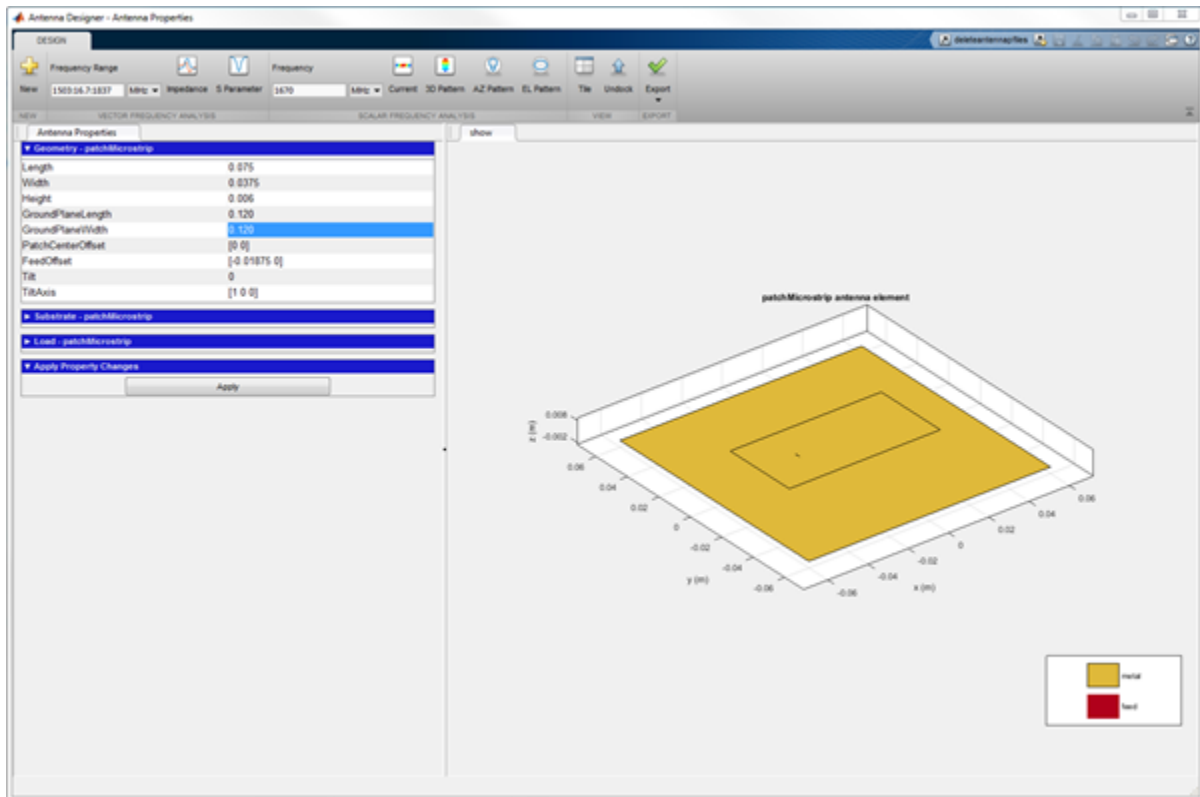 Antenna Designer - Antenna Properties
DESIGN
deleteantennapfiles
Frequency Range
Frequency
1503:16.7:1837
MHz
1670
MHz
New
Impedance
S Parameter
Current
3D Pattern
AZ Pattern
EL Pattern
Tile
Undock
Export
NEW
VECTOR FREQUENCY ANALYSIS
SCALAR FREQUENCY ANALYSIS
VIEW
EXPORT
Antenna Properties
show
Geometry - patchMicrostrip
Length 0.075
Width 0.0375
Height 0.006
GroundPlaneLength 0.120
GroundPlaneWidth 0.120
PatchCenterOffset [0 0]
FeedOffset [-0.01875 0]
Tilt 0
TiltAxis [1 0 0]
Substrate - patchMicrostrip
Load - patchMicrostrip
Apply Property Changes
Apply
patchMicrostrip antenna element
z (m)
-0.002
0.06
0.04
0.02
0
-0.02
-0.04
-0.06
y (m)
-0.06
-0.04
-0.02
0
0.02
0.04
0.06
x (m)
metal
feed